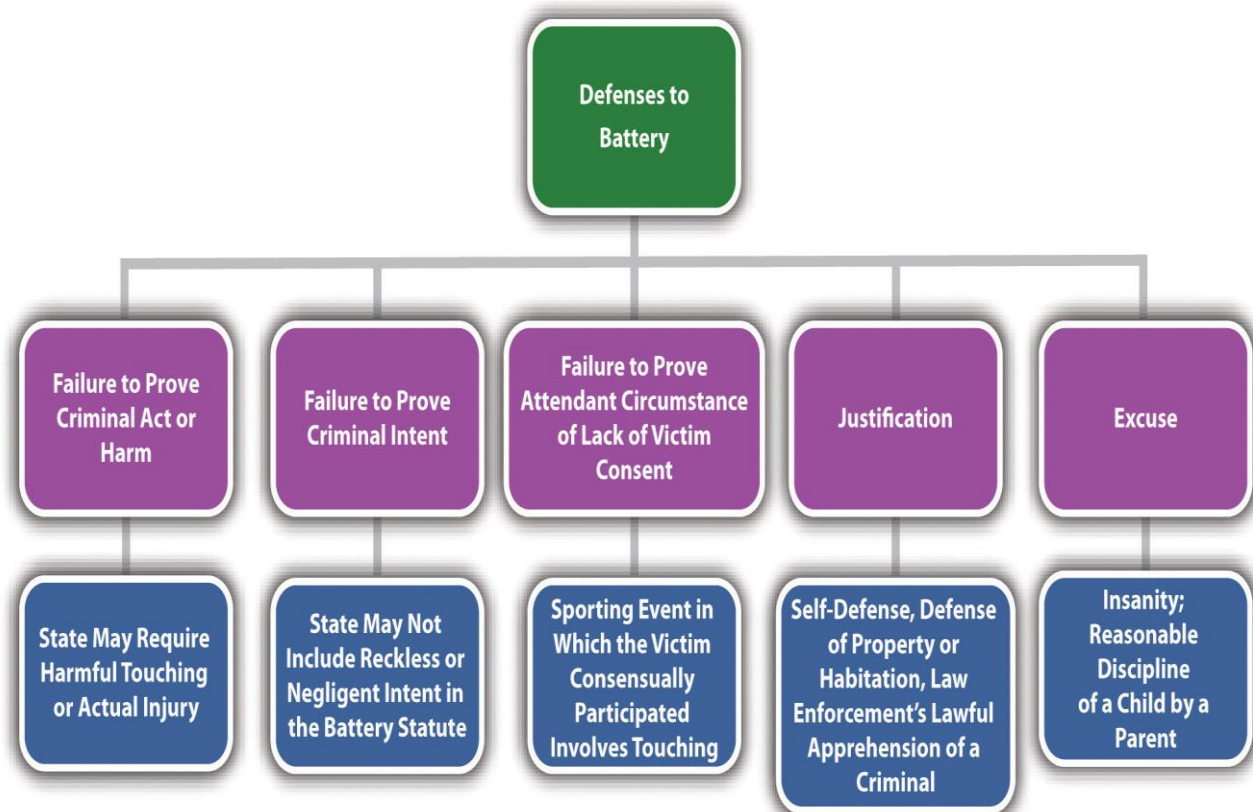 Defenses to
Battery
Failure to Prove
Criminal Act or
Harm
Failure to Prove
Criminal Intent
Failure to Prove
Attendant Circumstance
of Lack of Victim
Consent
Justification
Excuse
State May Require
Harmful Touching
or Actual Injury
State May Not
Include Reckless or
Negligent Intent in
the Battery Statute
Sporting Event in
Which the Victim
Consensually
Participated
Involves Touching
Self-Defense, Defense
of Property or
Habitation, Law
Enforcement's Lawful
Apprehension of a
Criminal
Insanity;
Reasonable
Discipline
of a Child by a
Parent